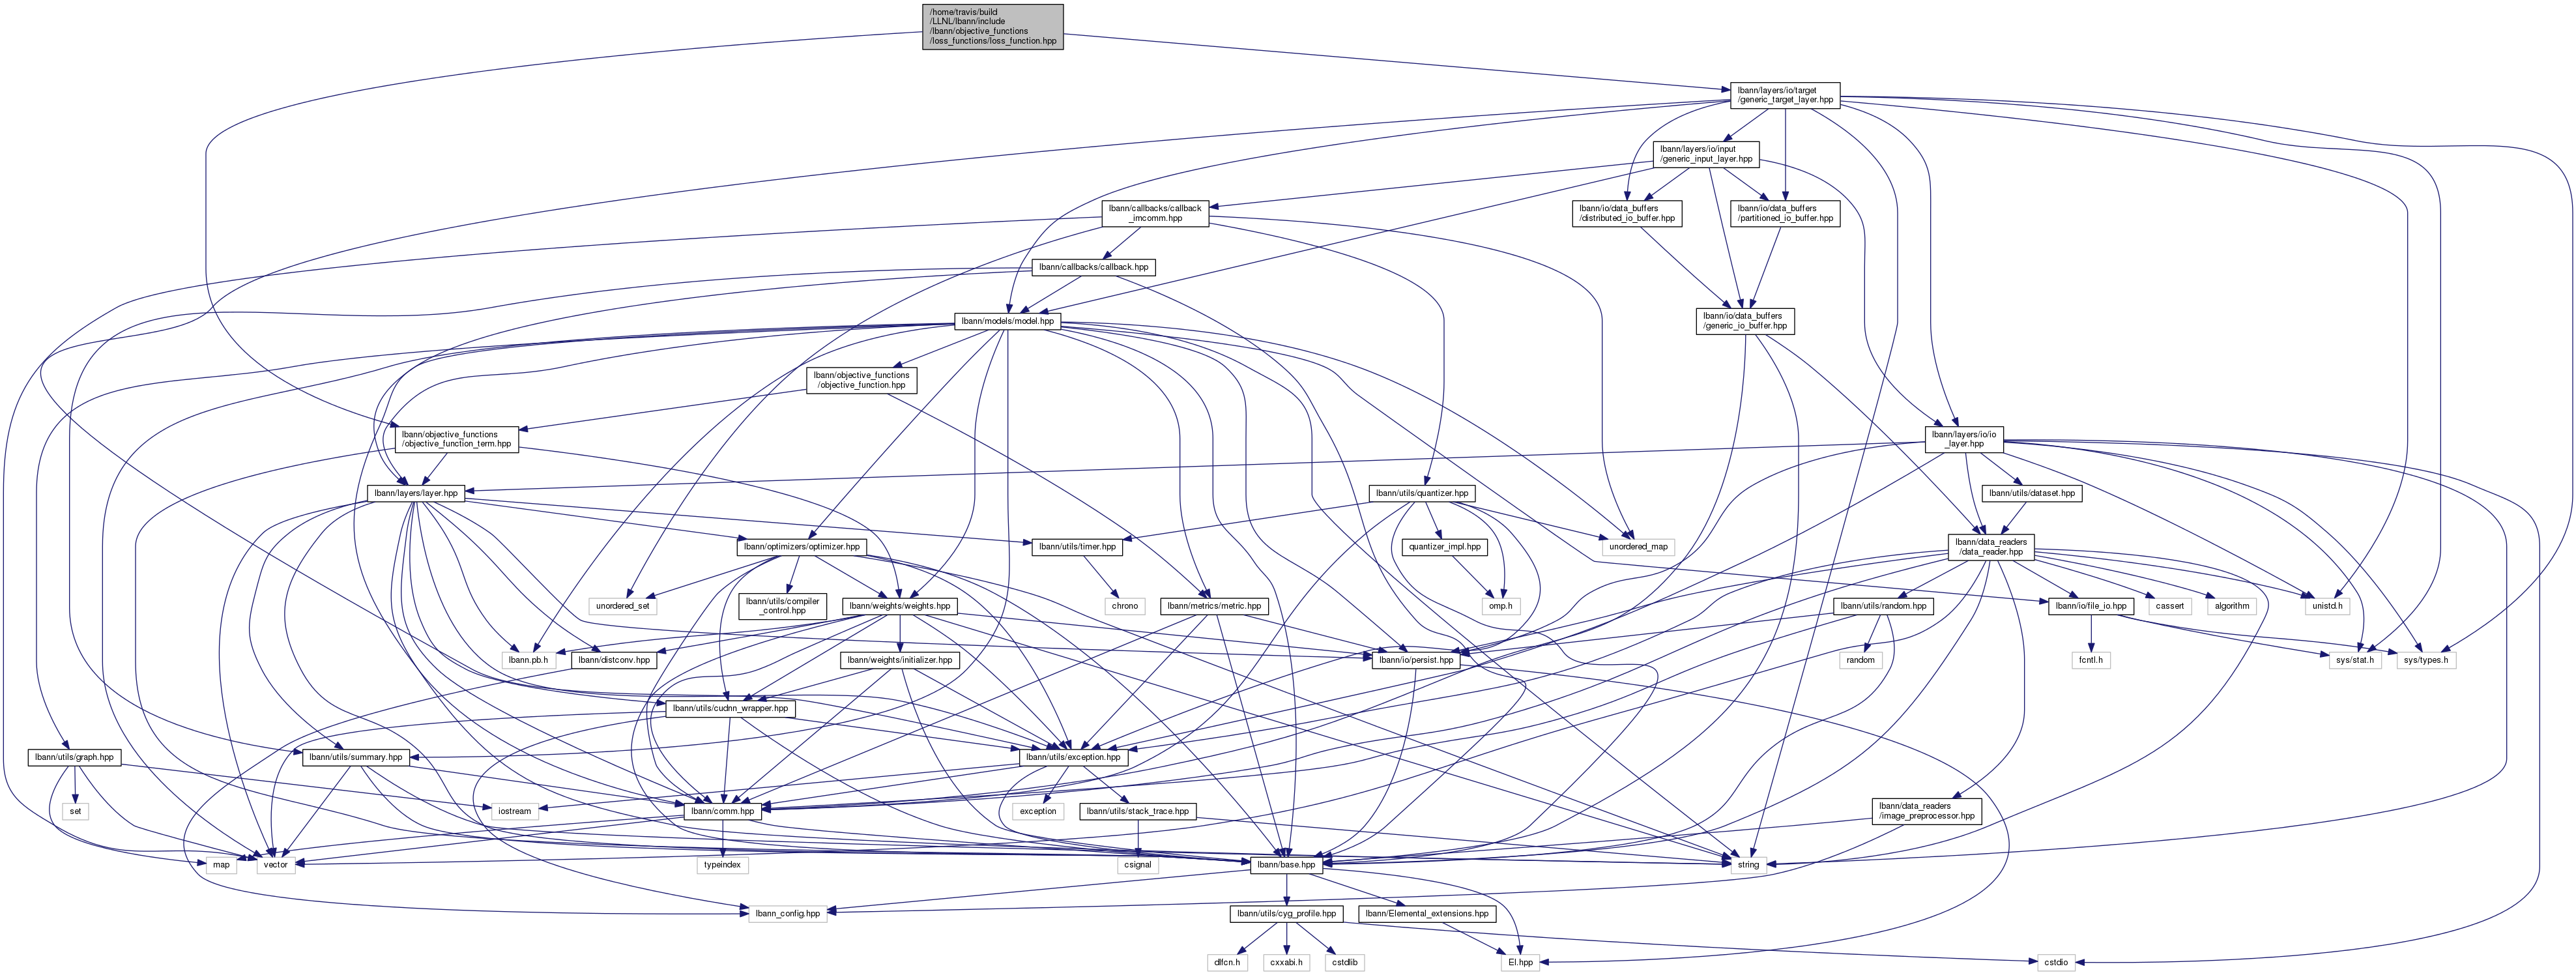 /home/travis/build
/LLNL/lbann/include
/lbann/objective_functions
/loss_functions/loss_function.hpp
lbann/layers/io/target
/generic_target_layer.hpp
lbann/layers/io/input
/generic_input_layer.hpp
lbann/callbacks/callback
_imcomm.hpp
lbann/io/data_buffers
/distributed_io_buffer.hpp
lbann/io/data_buffers
/partitioned_io_buffer.hpp
lbann/callbacks/callback.hpp
lbann/models/model.hpp
lbann/io/data_buffers
/generic_io_buffer.hpp
lbann/objective_functions
/objective_function.hpp
lbann/objective_functions
/objective_function_term.hpp
lbann/layers/io/io
_layer.hpp
lbann/layers/layer.hpp
lbann/utils/quantizer.hpp
lbann/utils/dataset.hpp
lbann/optimizers/optimizer.hpp
lbann/utils/timer.hpp
quantizer_impl.hpp
unordered_map
lbann/data_readers
/data_reader.hpp
unordered_set
lbann/utils/compiler
_control.hpp
lbann/weights/weights.hpp
chrono
lbann/metrics/metric.hpp
omp.h
lbann/utils/random.hpp
lbann/io/file_io.hpp
cassert
algorithm
unistd.h
lbann.pb.h
lbann/distconv.hpp
lbann/weights/initializer.hpp
lbann/io/persist.hpp
random
fcntl.h
sys/stat.h
sys/types.h
lbann/utils/cudnn_wrapper.hpp
lbann/utils/graph.hpp
lbann/utils/summary.hpp
lbann/utils/exception.hpp
set
iostream
lbann/comm.hpp
exception
lbann/utils/stack_trace.hpp
lbann/data_readers
/image_preprocessor.hpp
map
vector
typeindex
csignal
lbann/base.hpp
string
lbann_config.hpp
lbann/utils/cyg_profile.hpp
lbann/Elemental_extensions.hpp
dlfcn.h
cxxabi.h
cstdlib
El.hpp
cstdio